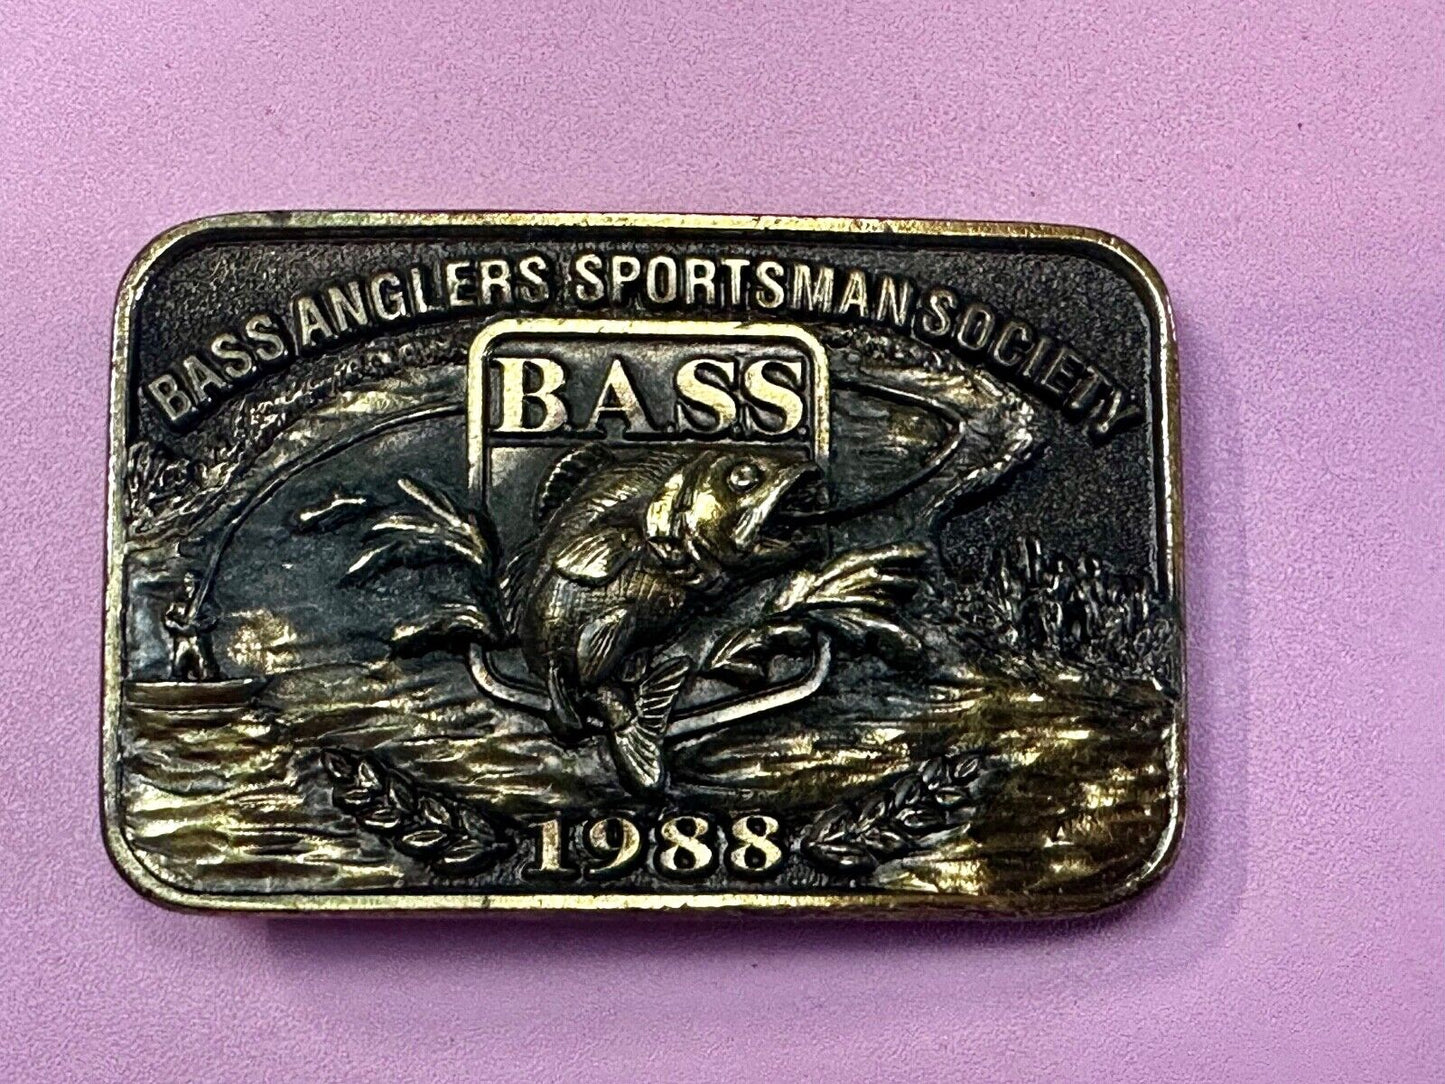 BASS ANGLERS SPORTSMAN SOCIETY
B.A.S.S.
1988